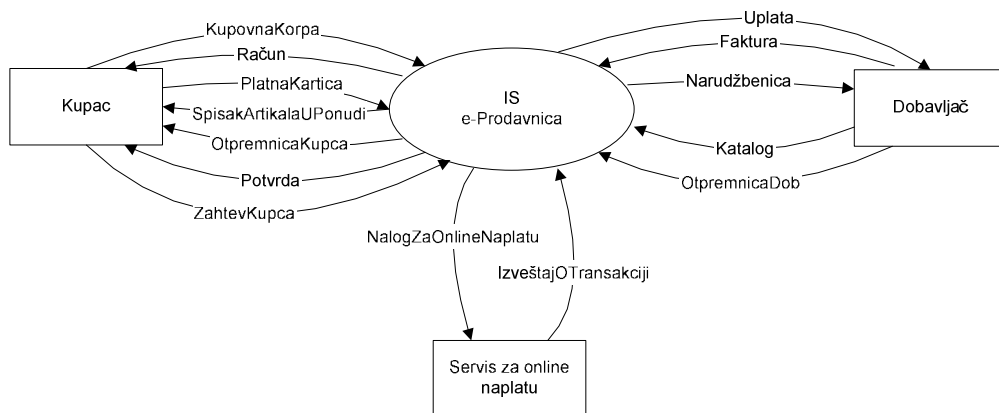 KupovnaKorpa
Račun
PlatnaKartica
SpisakArtikalaUPonudi
OtpremnicaKupca
Potvrda
ZahtevKupca
Kupac
IS
e-Prodavnica
Uplata
Faktura
Narudžbenica
Katalog
OtpremnicaDob
Dobavljač
NalogZaOnlineNaplatu
IzveštajOTransakciji
Servis za online
naplatu